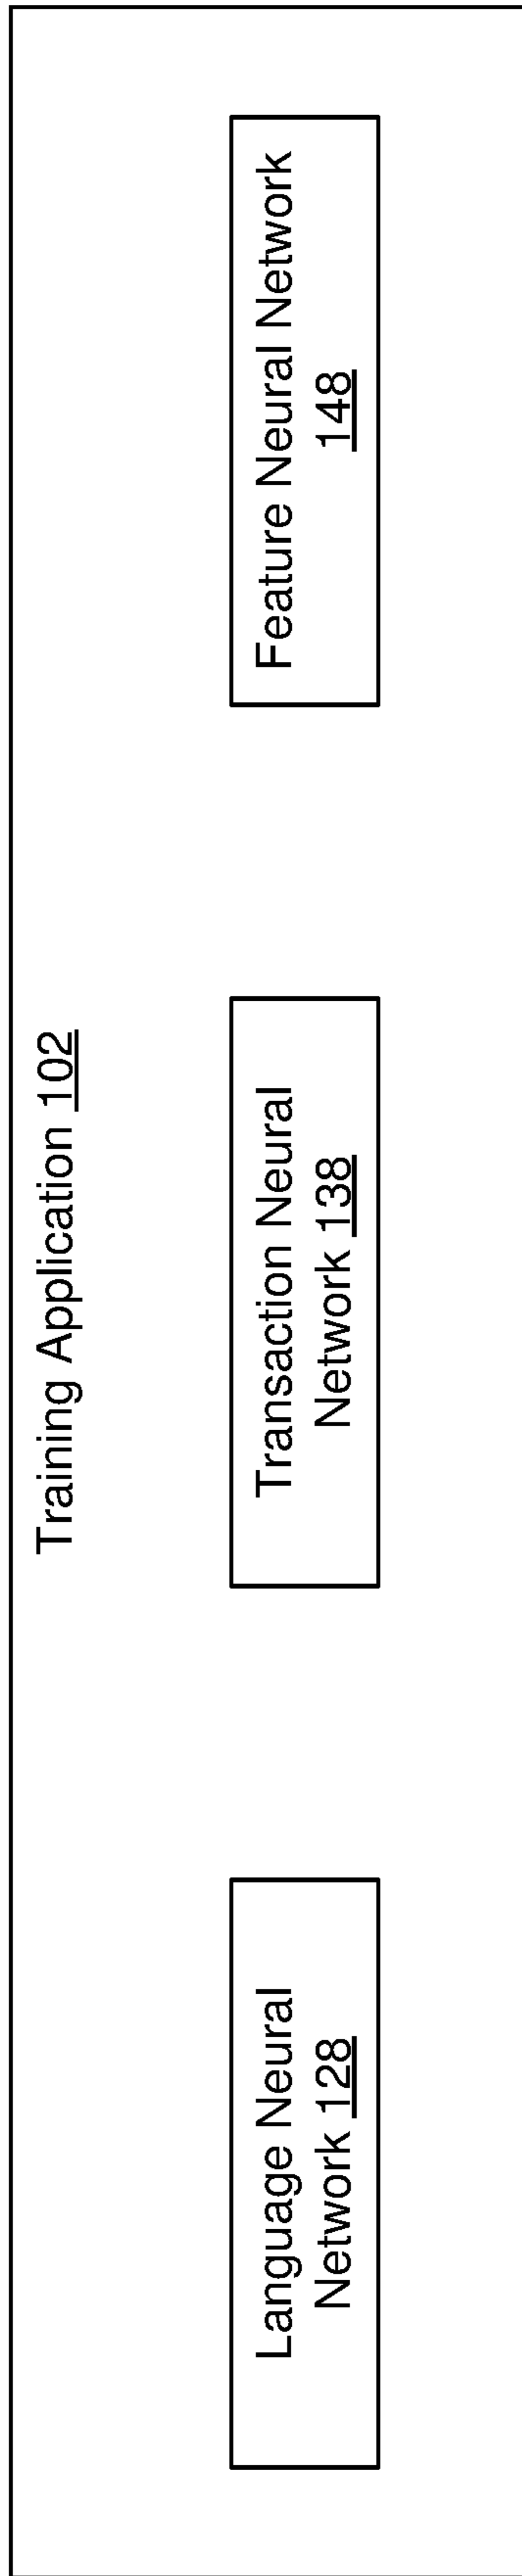 Training Application 102
Language Neural
Network 128
Transaction Neural
Network 138
Feature Neural Network
148